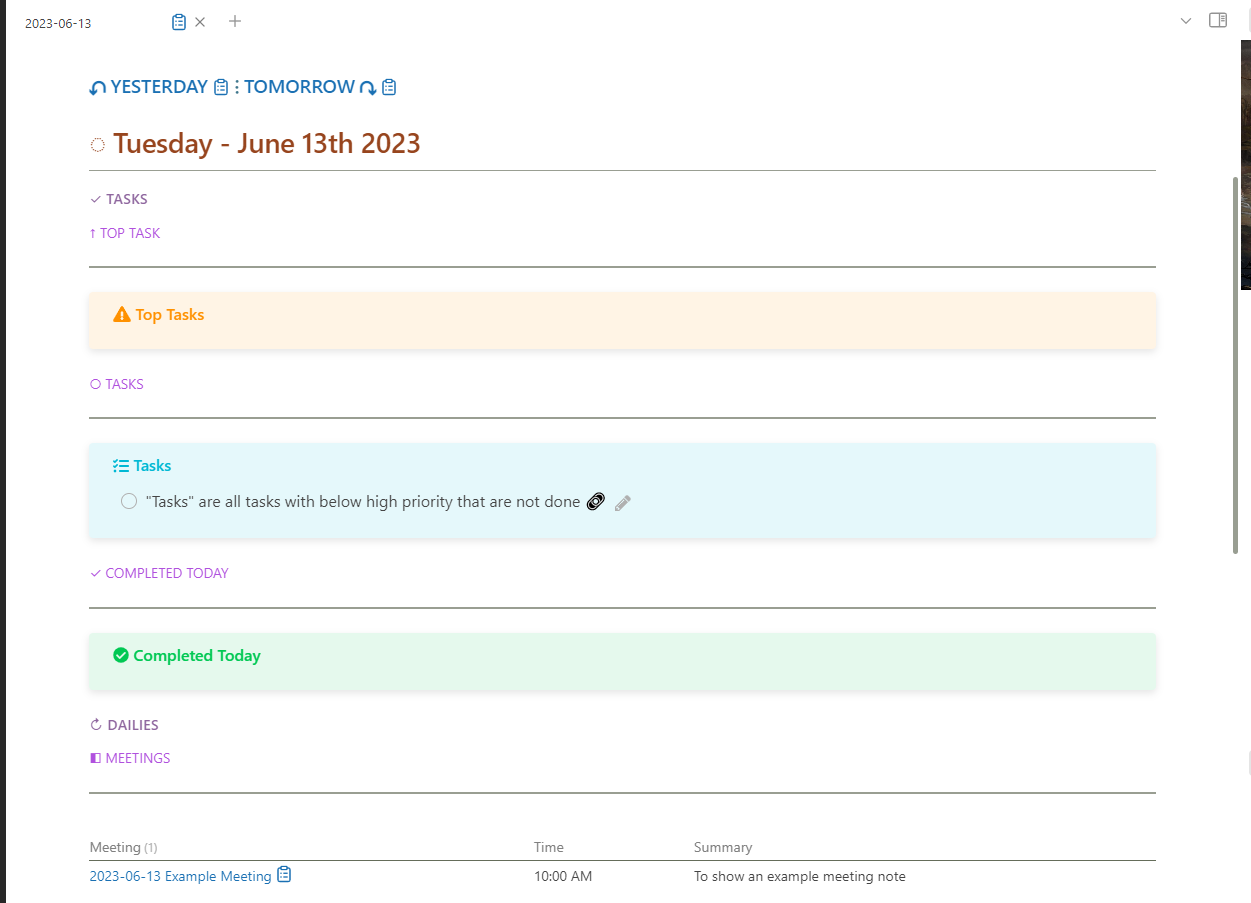 2023-06-13
YESTERDAY ⋮ TOMORROW
Tuesday - June 13th 2023
✓ TASKS
↑ TOP TASK
Top Tasks
○ TASKS
Tasks
"Tasks" are all tasks with below high priority that are not done
✓ COMPLETED TODAY
Completed Today
↻ DAILIES
◧ MEETINGS
Meeting (1) Time Summary
2023-06-13 Example Meeting 10:00 AM To show an example meeting note